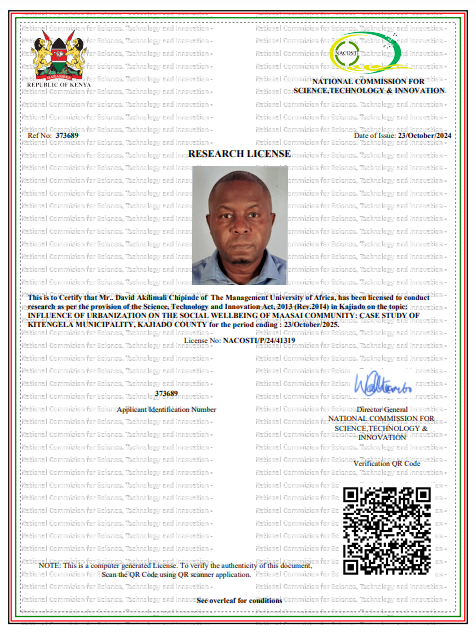 REPUBLIC OF KENYA
NACOSTI
NATIONAL COMMISSION FOR
SCIENCE,TECHNOLOGY & INNOVATION
Ref No: 373689
Date of Issue: 23/October/2024
RESEARCH LICENSE
This is to Certify that Mr.. David Akilimali Chipinde of The Management University of Africa, has been licensed to conduct
research as per the provision of the Science, Technology and Innovation Act, 2013 (Rev.2014) in Kajiado on the topic:
INFLUENCE OF URBANIZATION ON THE SOCIAL WELLBEING OF MAASAI COMMUNITY: CASE STUDY OF
KITENGELA MUNICIPALITY, KAJIADO COUNTY for the period ending : 23/October/2025.
License No: NACOSTI/P/24/41319
373689
Applicant Identification Number
Director General
NATIONAL COMMISSION FOR
SCIENCE,TECHNOLOGY &
INNOVATION
Verification QR Code
NOTE: This is a computer generated License. To verify the authenticity of this document,
Scan the QR Code using QR scanner application.
See overleaf for conditions